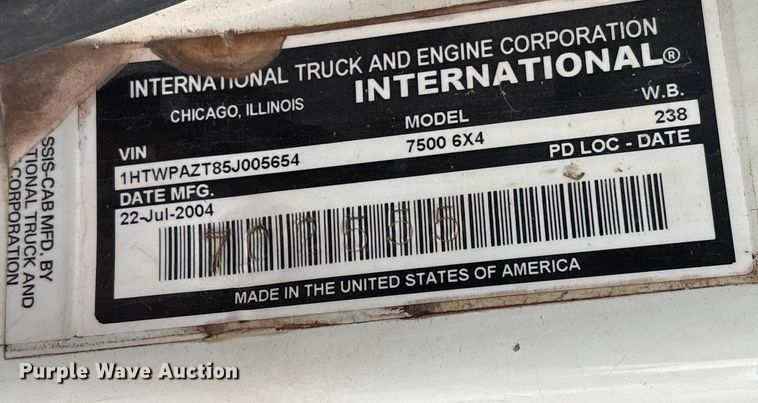 INTERNATIONAL TRUCK AND ENGINE CORPORATION
CHICAGO, ILLINOIS
INTERNATIONAL®
VIN
MODEL
W.B.
1HTWPAZT85J005654
7500 6X4
238
DATE MFG.
PD LOC - DATE
22-Jul-2004
702555
MADE IN THE UNITED STATES OF AMERICA
SSIS-CAB MFD. BY
TIONAL TRUCK AND
CORPORATION
Purple Wave Auction